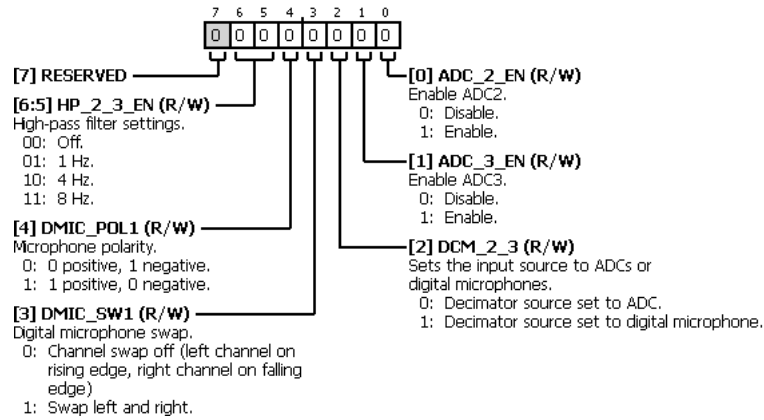 7 6 5 4 3 2 1 0
0 0 0 0 0 0 0 0
[7] RESERVED
[6:5] HP_2_3_EN (R/W)
High-pass filter settings.
00: Off.
01: 1 Hz.
10: 4 Hz.
11: 8 Hz.
[4] DMIC_POL1 (R/W)
Microphone polarity.
0: 0 positive, 1 negative.
1: 1 positive, 0 negative.
[3] DMIC_SW1 (R/W)
Digital microphone swap.
0: Channel swap off (left channel on
rising edge, right channel on falling
edge)
1: Swap left and right.
[0] ADC_2_EN (R/W)
Enable ADC2.
0: Disable.
1: Enable.
[1] ADC_3_EN (R/W)
Enable ADC3.
0: Disable.
1: Enable.
[2] DCM_2_3 (R/W)
Sets the input source to ADCs or
digital microphones.
0: Decimator source set to ADC.
1: Decimator source set to digital microphone.